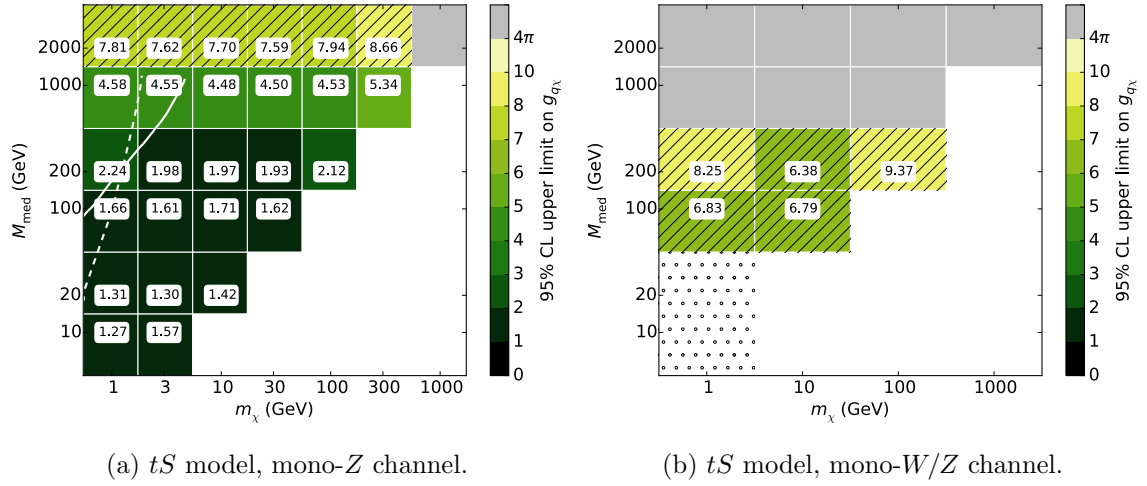 2000
1000
200
100
20
10
M_med (GeV)
7.81 7.62 7.70 7.59 7.94 8.66
4.58 4.55 4.48 4.50 4.53 5.34
2.24 1.98 1.97 1.93 2.12
1.66 1.61 1.71 1.62
1.31 1.30 1.42
1.27 1.57
1 3 10 30 100 300 1000
m_χ (GeV)
4π
10
8
7
6
5
4
3
2
1
0
95% CL upper limit on g_qχ
(a) tS model, mono-Z channel.
2000
1000
200
100
20
10
M_med (GeV)
8.25 6.38 9.37
6.83 6.79
1 10 100 1000
m_χ (GeV)
4π
10
8
7
6
5
4
3
2
1
0
95% CL upper limit on g_qχ
(b) tS model, mono-W/Z channel.